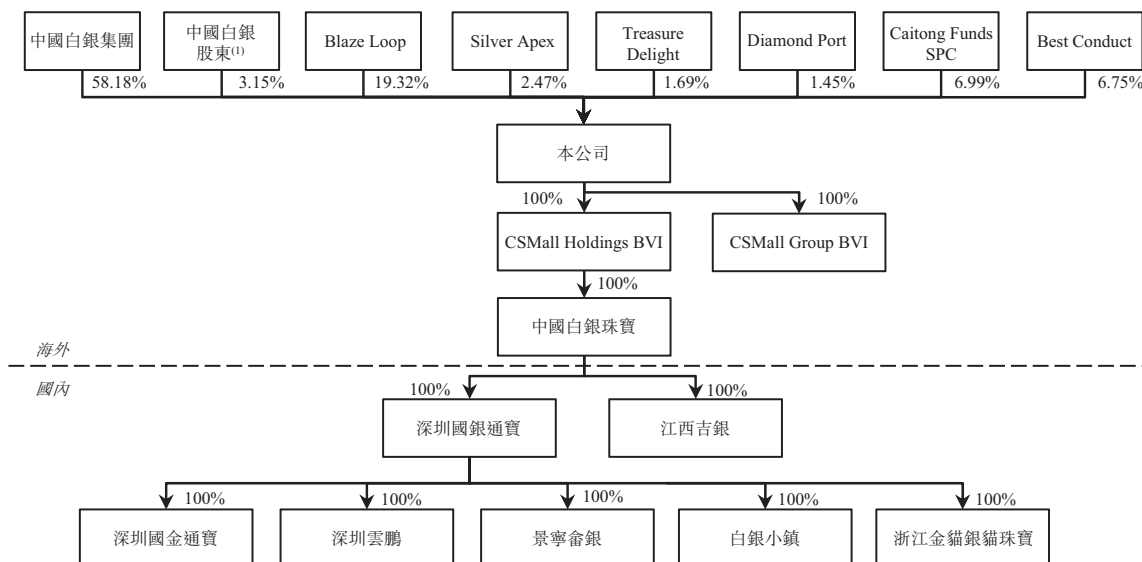 中國白銀集團
中國白銀
股東(1)
Blaze Loop
Silver Apex
Treasure
Delight
Diamond Port
Caitong Funds
SPC
Best Conduct
58.18%
3.15%
19.32%
2.47%
1.69%
1.45%
6.99%
6.75%
本公司
100%
100%
CSMall Holdings BVI
CSMall Group BVI
100%
中國白銀珠寶
海外
國內
100%
100%
深圳國銀通寶
江西吉銀
100%
100%
100%
100%
100%
深圳國金通寶
深圳雲鵬
景寧畲銀
白銀小鎮
浙江金貓銀貓珠寶